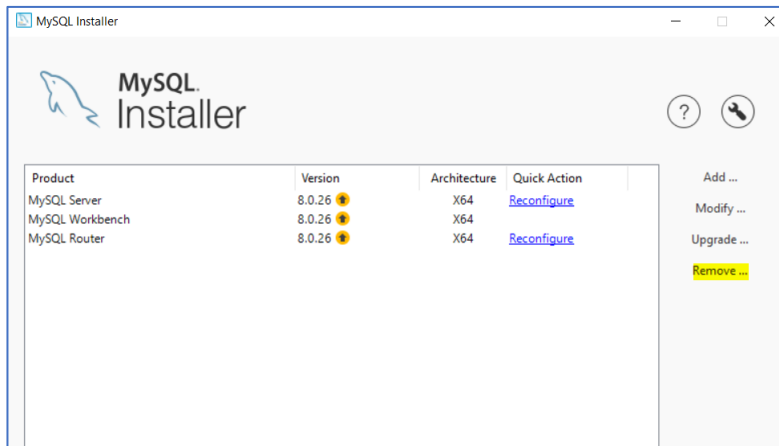 MySQL Installer
MySQL.
Installer
?
Product Version Architecture Quick Action
MySQL Server 8.0.26 X64 Reconfigure
MySQL Workbench 8.0.26 X64
MySQL Router 8.0.26 X64 Reconfigure
Add ...
Modify ...
Upgrade ...
Remove ...